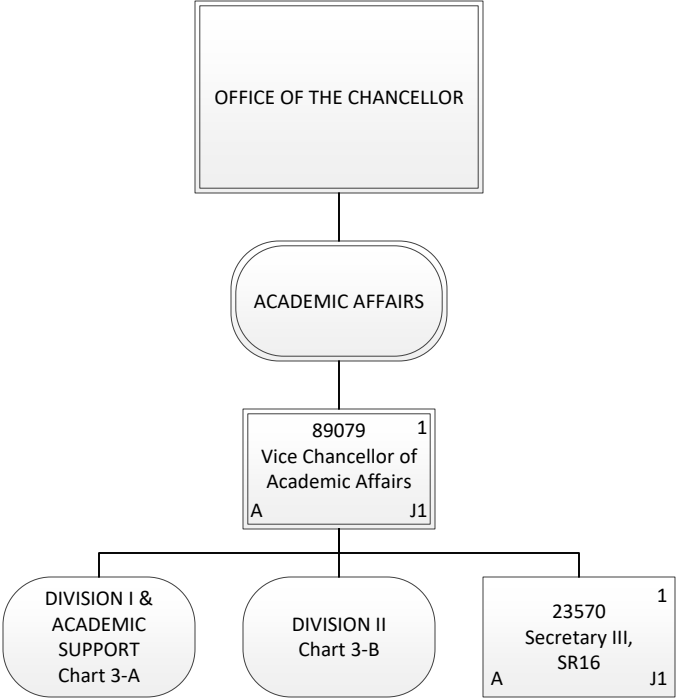 OFFICE OF THE CHANCELLOR
ACADEMIC AFFAIRS
89079 1
Vice Chancellor of
Academic Affairs
A J1
DIVISION I &
ACADEMIC
SUPPORT
Chart 3-A
DIVISION II
Chart 3-B
1
23570
Secretary III,
SR16
A J1